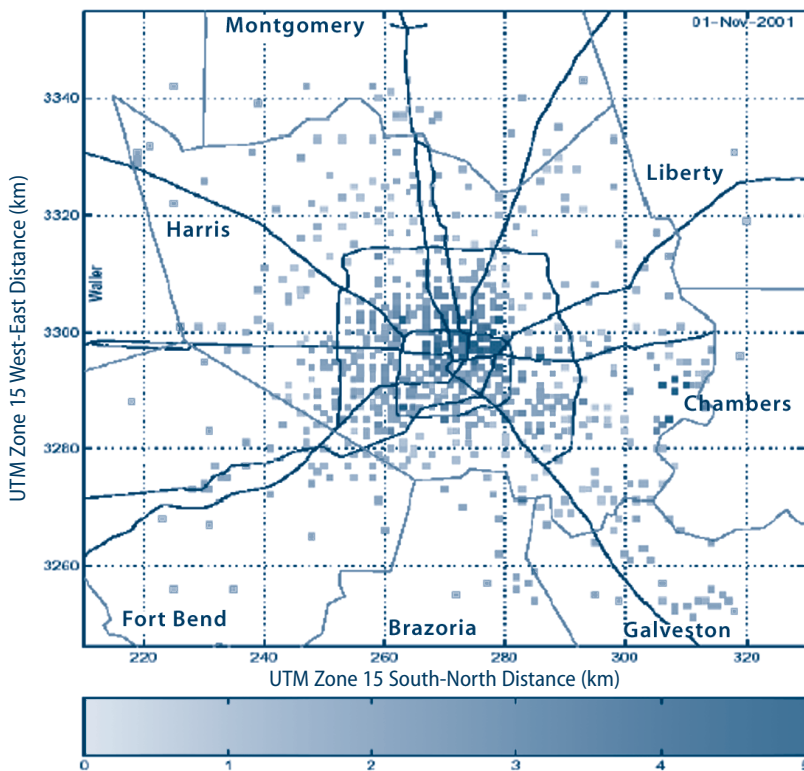 Montgomery
01-Nov-2001
3340
Liberty
3320
Harris
Waller
3300
Chambers
3280
3260
Fort Bend
Brazoria
Galveston
220 240 260 280 300 320
UTM Zone 15 West-East Distance (km)
UTM Zone 15 South-North Distance (km)
0 1 2 3 4 5